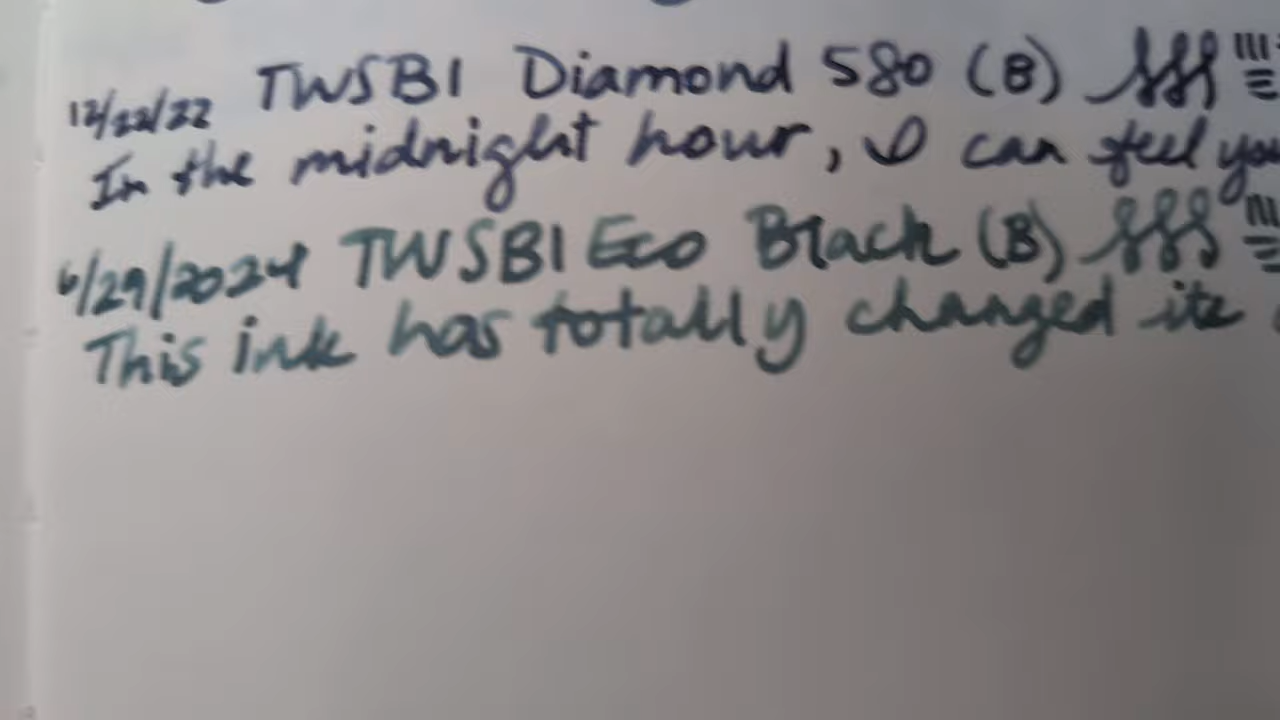 12/22/22 TWSBI Diamond 580 (B)
In the midnight hour, I can feel you
6/29/2024 TWSBI Eco Black (B)
This ink has totally changed its